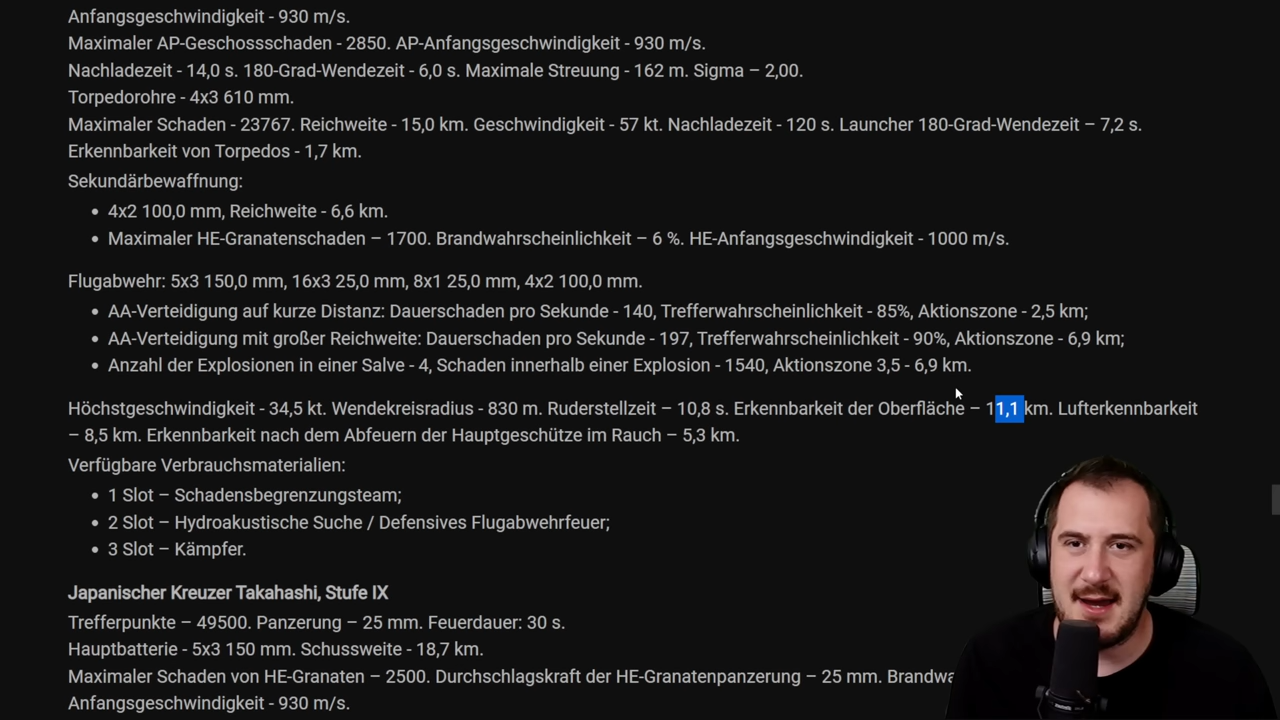 Anfangsgeschwindigkeit - 930 m/s.
Maximaler AP-Geschossschaden - 2850. AP-Anfangsgeschwindigkeit - 930 m/s.
Nachladezeit - 14,0 s. 180-Grad-Wendezeit - 6,0 s. Maximale Streuung - 162 m. Sigma – 2,00.
Torpedorohre - 4x3 610 mm.
Maximaler Schaden - 23767. Reichweite - 15,0 km. Geschwindigkeit - 57 kt. Nachladezeit - 120 s. Launcher 180-Grad-Wendezeit – 7,2 s.
Erkennbarkeit von Torpedos - 1,7 km.
Sekundärbewaffnung:
• 4x2 100,0 mm, Reichweite - 6,6 km.
• Maximaler HE-Granatenschaden – 1700. Brandwahrscheinlichkeit – 6 %. HE-Anfangsgeschwindigkeit - 1000 m/s.
Flugabwehr: 5x3 150,0 mm, 16x3 25,0 mm, 8x1 25,0 mm, 4x2 100,0 mm.
• AA-Verteidigung auf kurze Distanz: Dauerschaden pro Sekunde - 140, Trefferwahrscheinlichkeit - 85%, Aktionszone - 2,5 km;
• AA-Verteidigung mit großer Reichweite: Dauerschaden pro Sekunde - 197, Trefferwahrscheinlichkeit - 90%, Aktionszone - 6,9 km;
• Anzahl der Explosionen in einer Salve - 4, Schaden innerhalb einer Explosion - 1540, Aktionszone 3,5 - 6,9 km.
Höchstgeschwindigkeit - 34,5 kt. Wendekreisradius - 830 m. Ruderstellzeit – 10,8 s. Erkennbarkeit der Oberfläche – 11,1 km. Lufterkennbarkeit
– 8,5 km. Erkennbarkeit nach dem Abfeuern der Hauptgeschütze im Rauch – 5,3 km.
Verfügbare Verbrauchsmaterialien:
• 1 Slot – Schadensbegrenzungsteam;
• 2 Slot – Hydroakustische Suche / Defensives Flugabwehrfeuer;
• 3 Slot – Kämpfer.
Japanischer Kreuzer Takahashi, Stufe IX
Trefferpunkte – 49500. Panzerung – 25 mm. Feuerdauer: 30 s.
Hauptbatterie - 5x3 150 mm. Schussweite - 18,7 km.
Maximaler Schaden von HE-Granaten – 2500. Durchschlagskraft der HE-Granatenpanzerung – 25 mm. Brandwa
Anfangsgeschwindigkeit - 930 m/s.